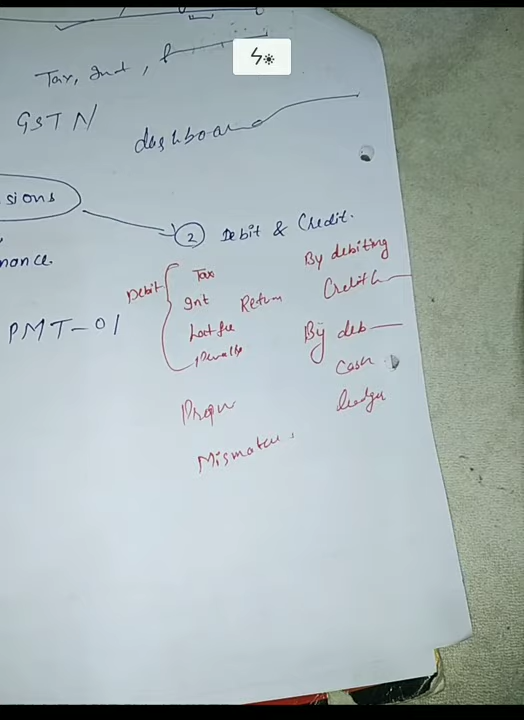 Tax, Int,
GSTN
dashboard
sions
② Debit & Credit.
nance.
By debiting
Debit
Tax
Int
Return
Credit L
PMT-01
Late fee
By deb
Penalty
Cash
ledger
Mismatch.